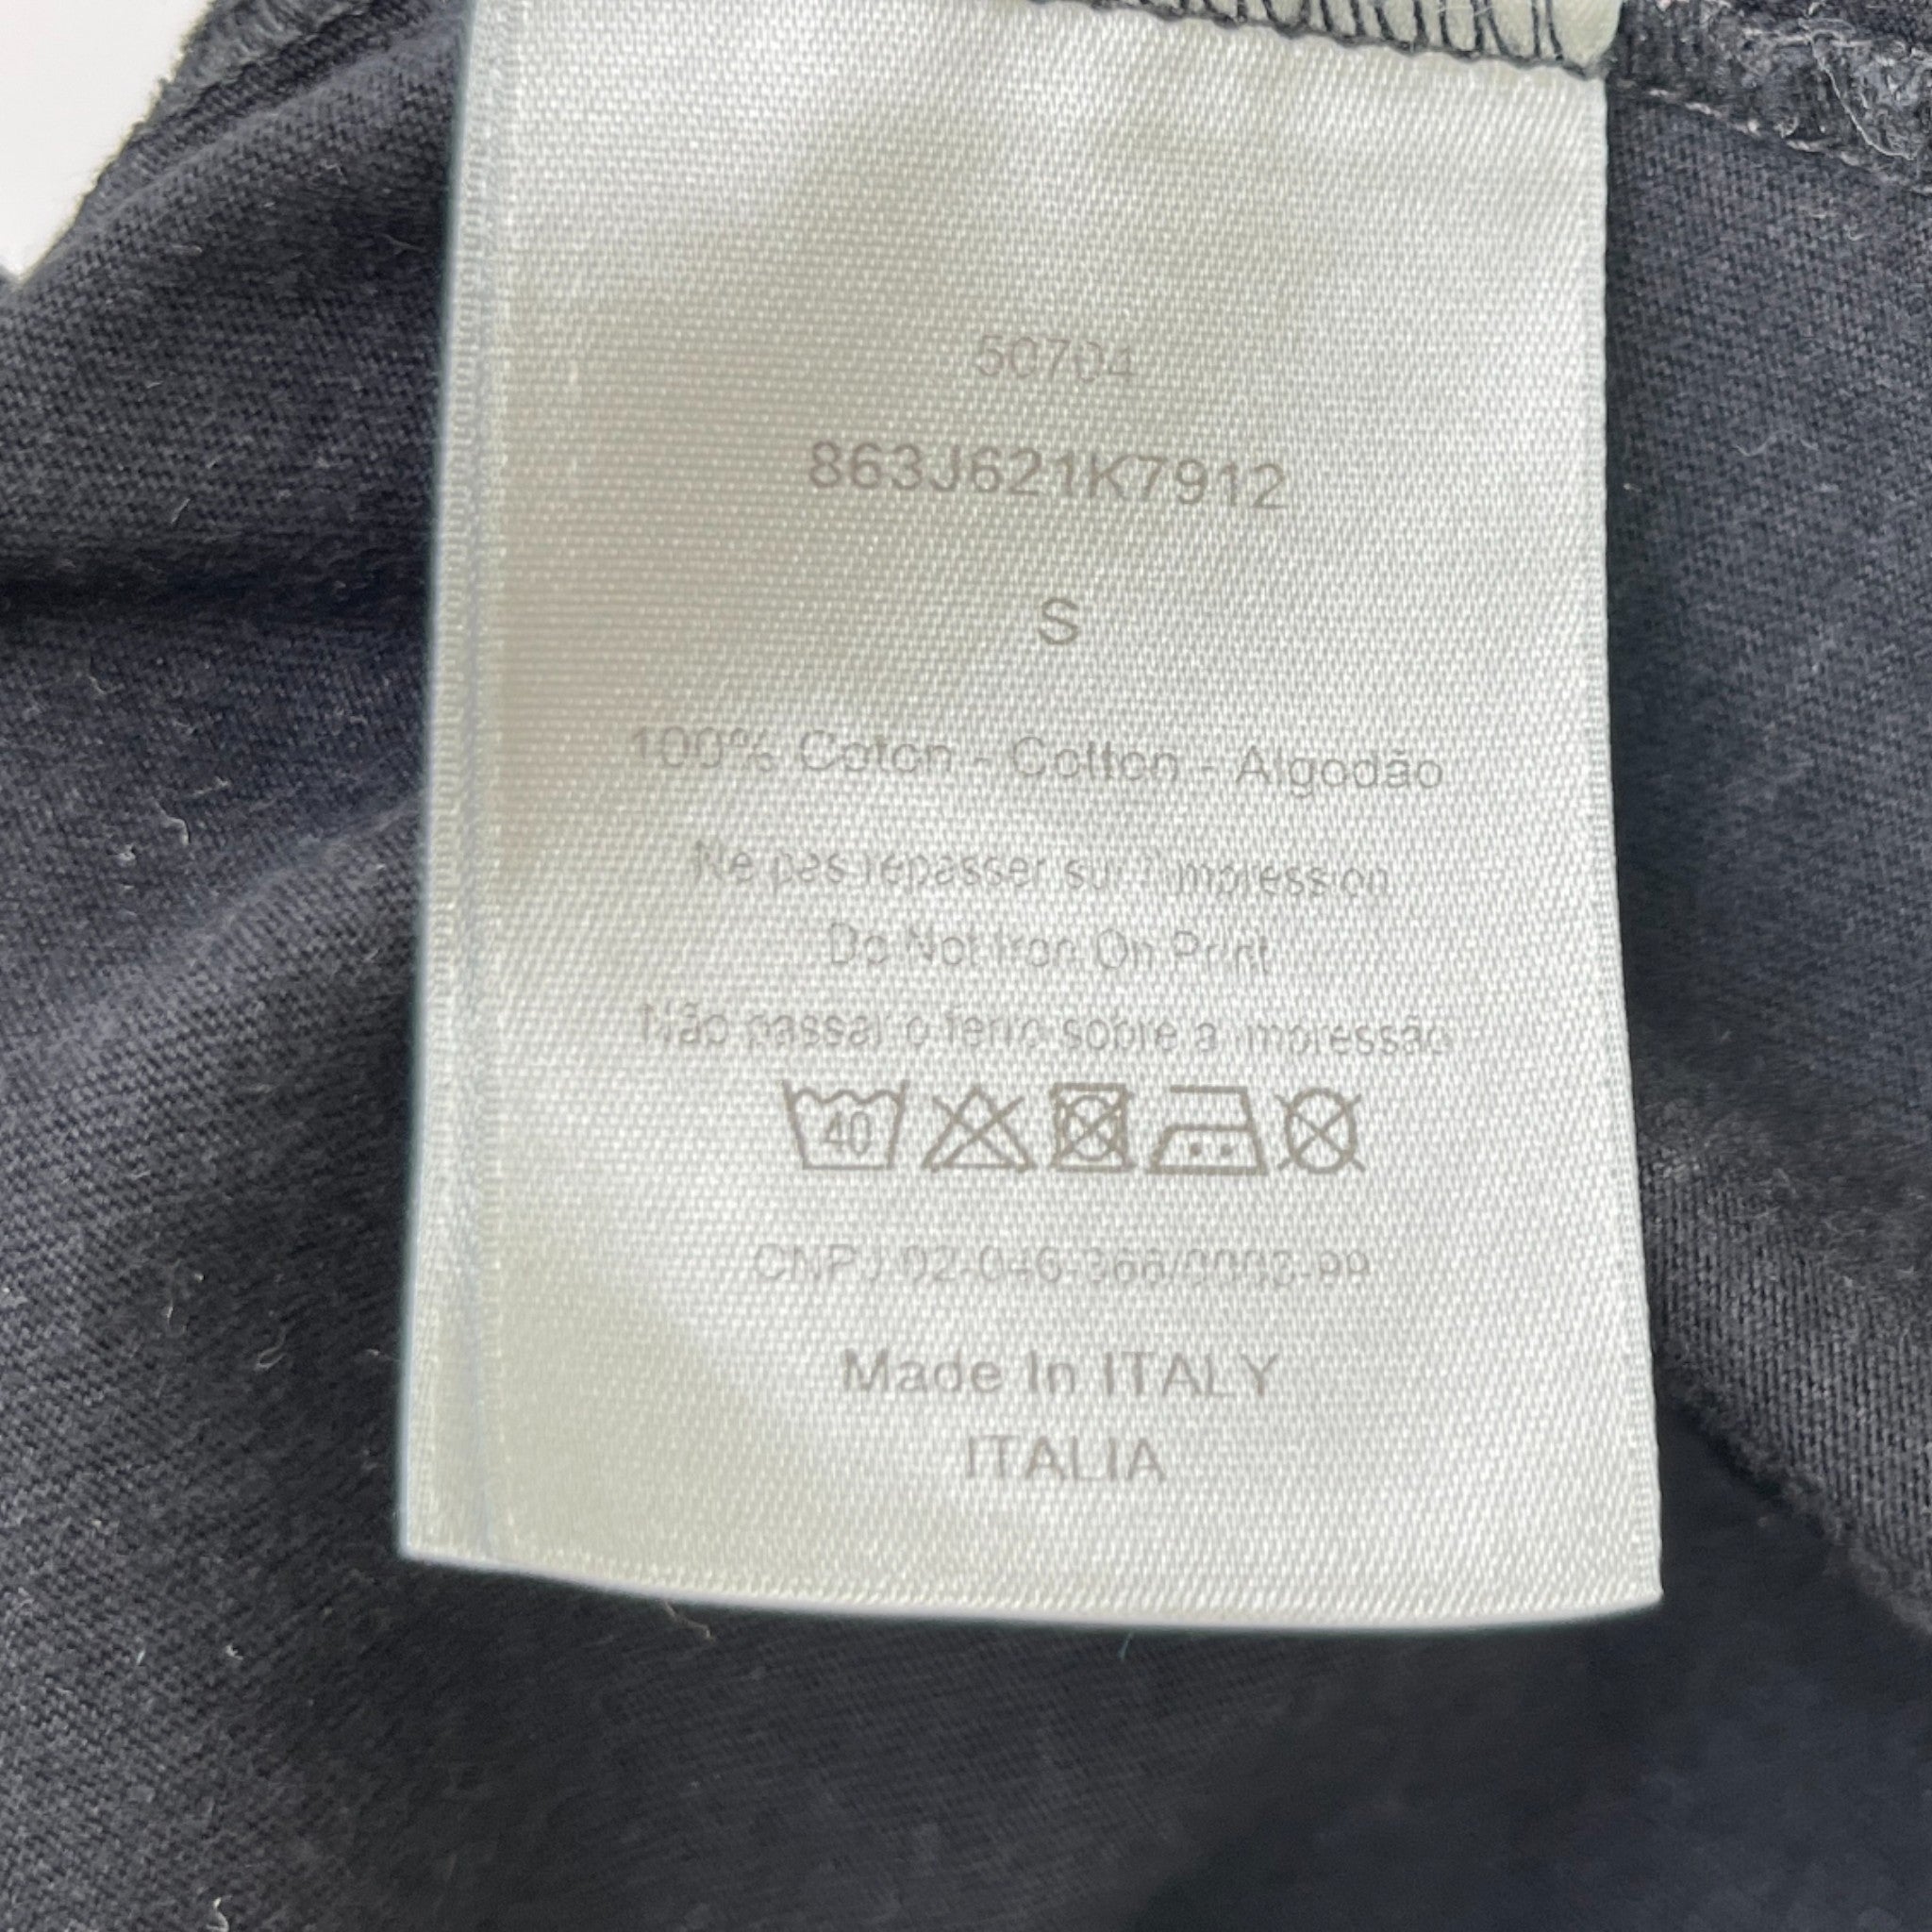 50704
863J621K7912
S
100% Coton - Cotton - Algodão
Ne pas repasser sur l'impression
Do Not Iron On Print
Não passar o ferro sobre a impressão
40
CNPJ
Made In ITALY
ITALIA